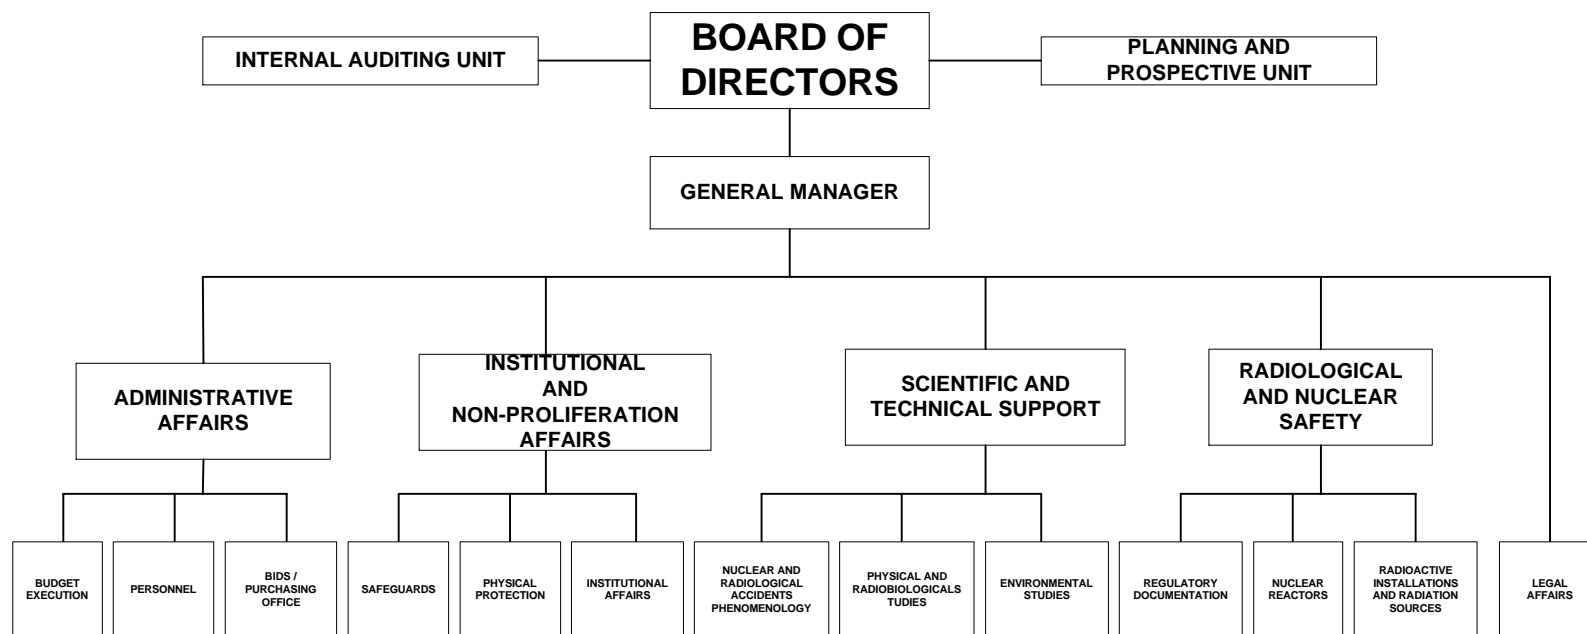 INTERNAL AUDITING UNIT
BOARD OF
DIRECTORS
PLANNING AND
PROSPECTIVE UNIT
GENERAL MANAGER
ADMINISTRATIVE
AFFAIRS
INSTITUTIONAL
AND
NON-PROLIFERATION
AFFAIRS
SCIENTIFIC AND
TECHNICAL SUPPORT
RADIOLOGICAL
AND NUCLEAR
SAFETY
BUDGET
EXECUTION
PERSONNEL
BIDS /
PURCHASING
OFFICE
SAFEGUARDS
PHYSICAL
PROTECTION
INSTITUTIONAL
AFFAIRS
NUCLEAR AND
RADIOLOGICAL
ACCIDENTS
PHENOMENOLOGY
PHYSICAL AND
RADIOBIOLOGICALS
TUDIES
ENVIRONMENTAL
STUDIES
REGULATORY
DOCUMENTATION
NUCLEAR
REACTORS
RADIOACTIVE
INSTALLATIONS
AND RADIATION
SOURCES
LEGAL
AFFAIRS